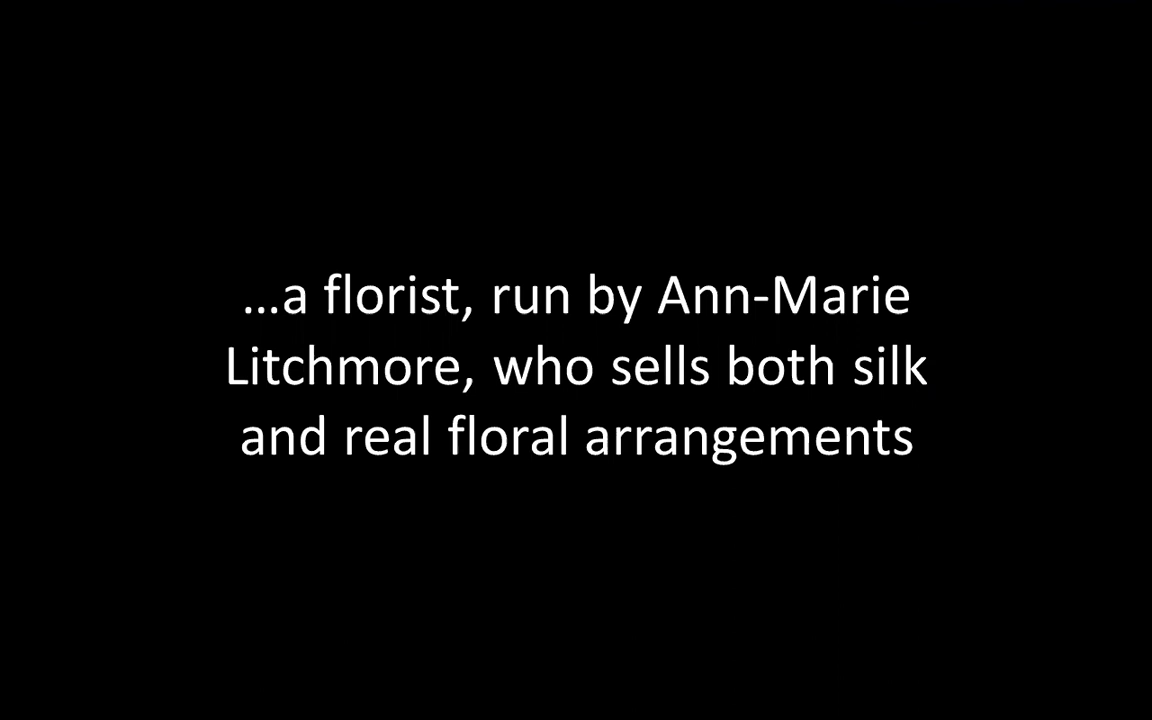 …a florist, run by Ann-Marie
Litchmore, who sells both silk
and real floral arrangements